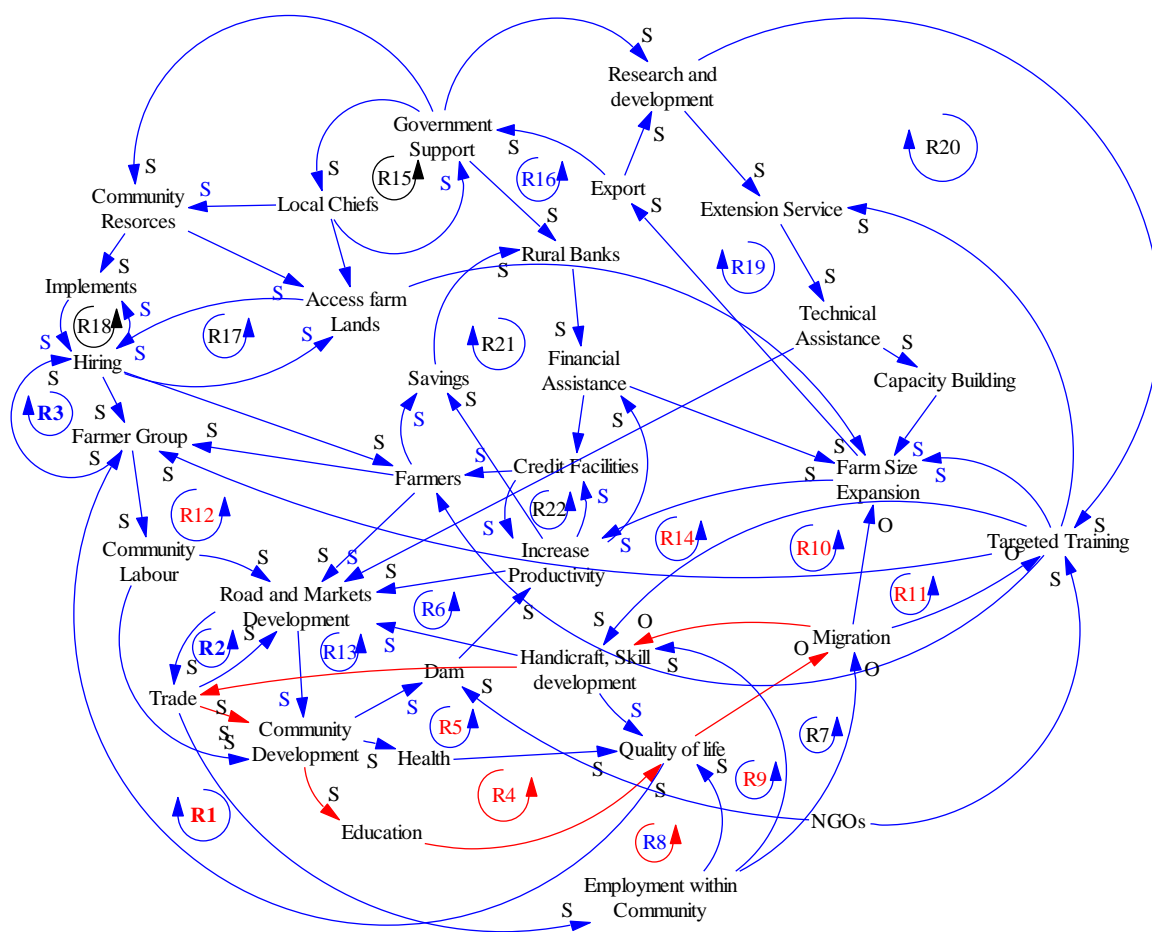 S
S
Research and
development
Government
Support
S
S
S
S
R15
R16
S
R20
S
Community
Resorces
S
Local Chiefs
S
Export
S
S
Extension Service
S
S
S
Rural Banks
S
R19
S
Implements
S
S
Access farm
Lands
Technical
Assistance
S
R18
R17
S
S
S
Hiring
S
R21
S
Financial
Assistance
S
S
Capacity Building
Savings
S
S
R3
S
Farmer Group
S
S
S
S
Farmers
S
Credit Facilities
S
S
S
Farm Size
Expansion
S
S
R12
S
R22
S
S
Increase
Productivity
S
R14
R10
O
S
Targeted Training
O
S
Community
Labour
S
S
S
S
Road and Markets
Development
R6
S
R11
R2
S
R13
S
S
O
Handicraft, Skill
development
S
Migration
O
O
S
Trade
Dam
S
S
S
S
S
Community
Development
S
R5
S
Health
S
S
Quality of life
S
S
R7
R9
R1
S
Education
R4
NGOs
R8
S
Employment within
Community